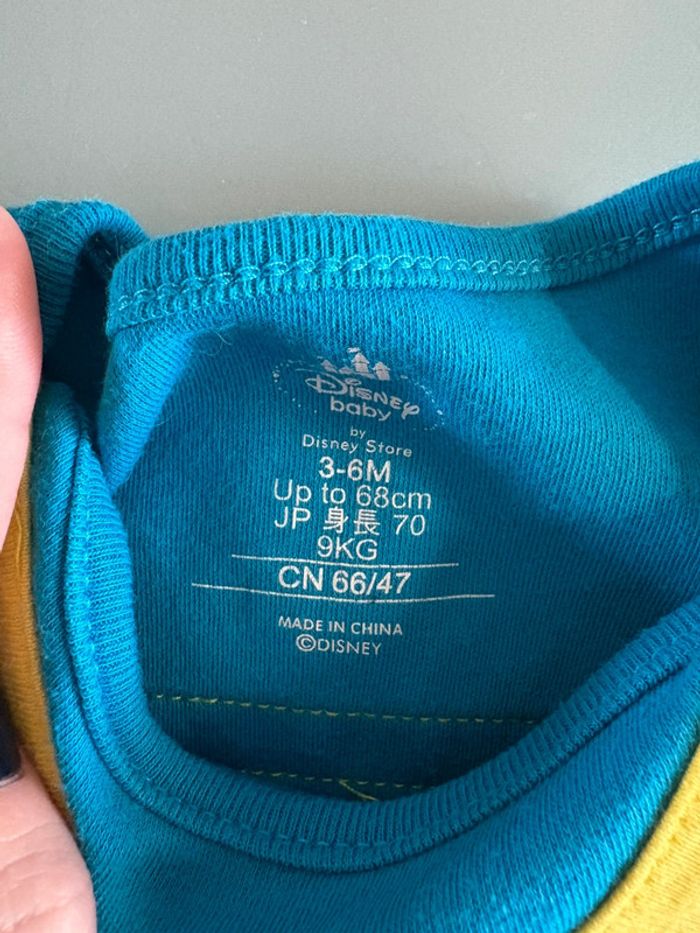 Disney
baby
by
Disney Store
3-6M
Up to 68cm
JP 身長 70
9KG
CN 66/47
MADE IN CHINA
©DISNEY